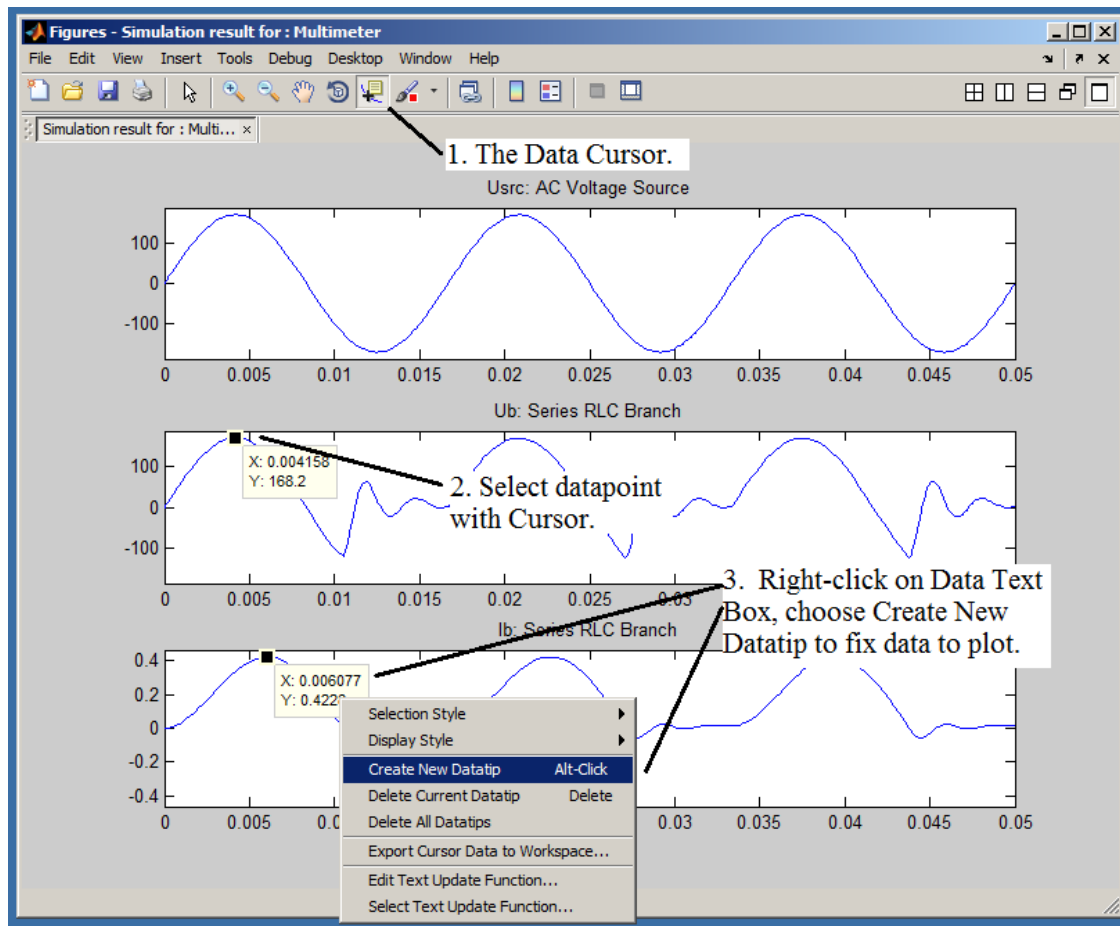 Figures - Simulation result for : Multimeter
File Edit View Insert Tools Debug Desktop Window Help
Simulation result for : Multi... ×
1. The Data Cursor.
Usrc: AC Voltage Source
100
0
-100
0 0.005 0.01 0.015 0.02 0.025 0.03 0.035 0.04 0.045 0.05
Ub: Series RLC Branch
100
0
-100
X: 0.004158
Y: 168.2
2. Select datapoint
with Cursor.
0 0.005 0.01 0.015 0.02 0.025 0.03 0.045 0.05
3. Right-click on Data Text
Box, choose Create New
Datatip to fix data to plot.
Ib: Series RLC Branch
0.4
0.2
0
-0.2
-0.4
X: 0.006077
Y: 0.422
Selection Style
Display Style
Create New Datatip Alt-Click
Delete Current Datatip Delete
Delete All Datatips
Export Cursor Data to Workspace...
Edit Text Update Function...
Select Text Update Function...
0 0.005 0.0 0.03 0.035 0.04 0.045 0.05